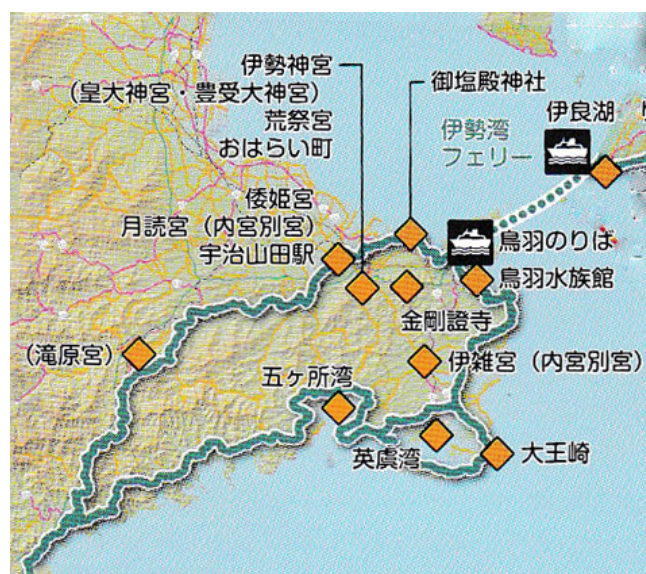 伊勢神宮
（皇大神宮・豊受大神宮）
荒祭宮
おはらい町
御塩殿神社
伊良湖
伊勢湾
フェリー
倭姫宮
月読宮（内宮別宮）
宇治山田駅
鳥羽のりば
鳥羽水族館
金剛證寺
（滝原宮）
伊雑宮（内宮別宮）
五ヶ所湾
英虞湾
大王崎